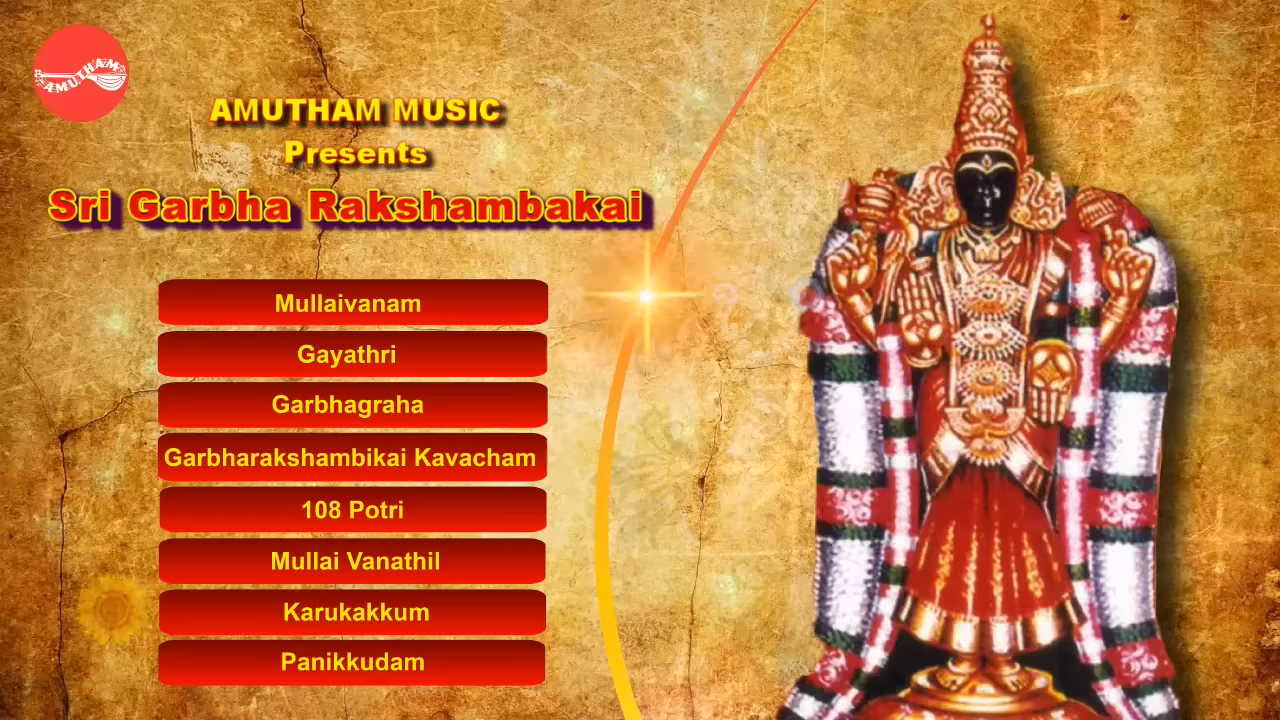 AMUTHAM
AMUTHAM MUSIC
Presents
Sri Garbha Rakshambakai
Mullaivanam
Gayathri
Garbhagraha
Garbharakshambikai Kavacham
108 Potri
Mullai Vanathil
Karukakkum
Panikkudam